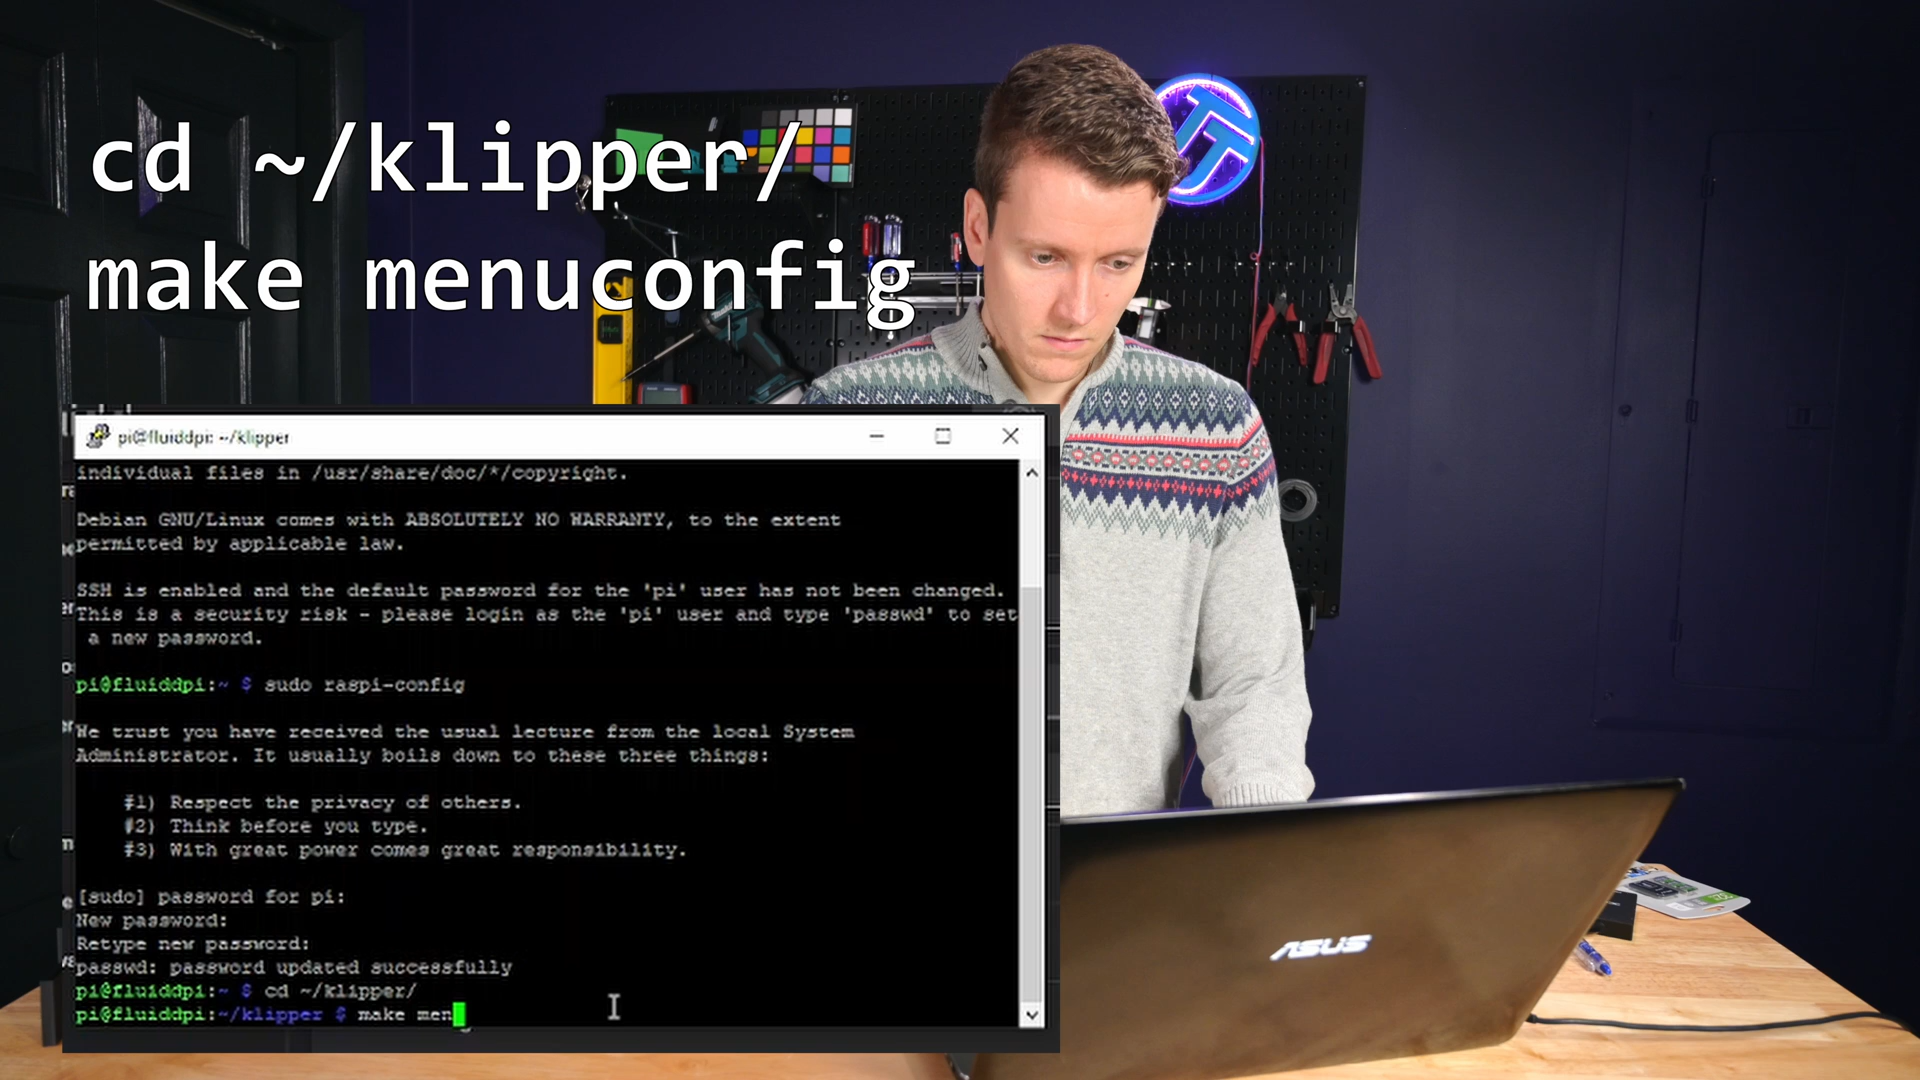 cd ~/klipper/
make menuconfig
TT
pi@fluiddpi: ~/klipper
individual files in /usr/share/doc/*/copyright.
Debian GNU/Linux comes with ABSOLUTELY NO WARRANTY, to the extent
permitted by applicable law.
SSH is enabled and the default password for the 'pi' user has not been changed.
This is a security risk - please login as the 'pi' user and type 'passwd' to set
a new password.
pi@fluiddpi:~ $ sudo raspi-config
We trust you have received the usual lecture from the local System
Administrator. It usually boils down to these three things:
#1) Respect the privacy of others.
#2) Think before you type.
#3) With great power comes great responsibility.
[sudo] password for pi:
New password:
Retype new password:
passwd: password updated successfully
pi@fluiddpi:~ $ cd ~/klipper/
pi@fluiddpi:~/klipper $ make men
ASUS